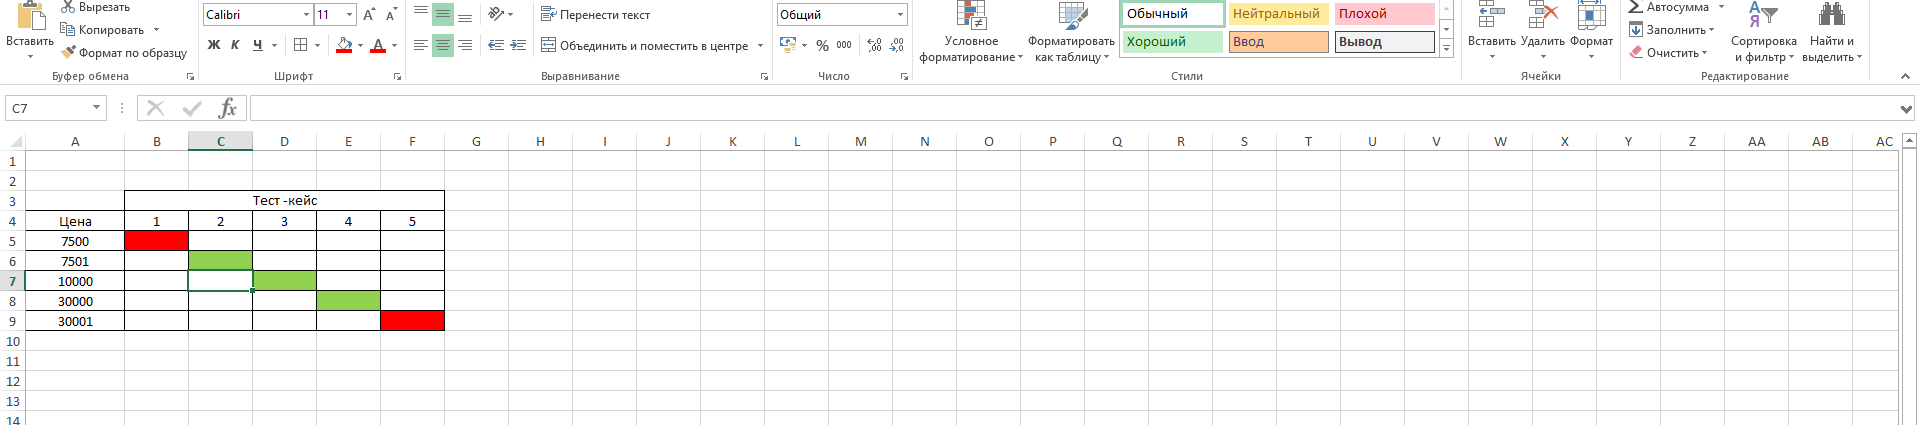 Вырезать
Копировать
Формат по образцу
Вставить
Буфер обмена
Calibri 11
Ж К Ч А
Шрифт
Перенести текст
Объединить и поместить в центре
Выравнивание
Общий
% 000
Число
Условное форматирование
Форматировать как таблицу
Обычный Нейтральный Плохой
Хороший Ввод Вывод
Стили
Вставить Удалить Формат
Ячейки
Автосумма
Заполнить
Очистить
Сортировка и фильтр
Найти и выделить
Редактирование
C7 fx
A B C D E F G H I J K L M N O P Q R S T U V W X Y Z AA AB AC
1
2
3 Тест -кейс
4 Цена 1 2 3 4 5
5 7500
6 7501
7 10000
8 30000
9 30001
10
11
12
13
14